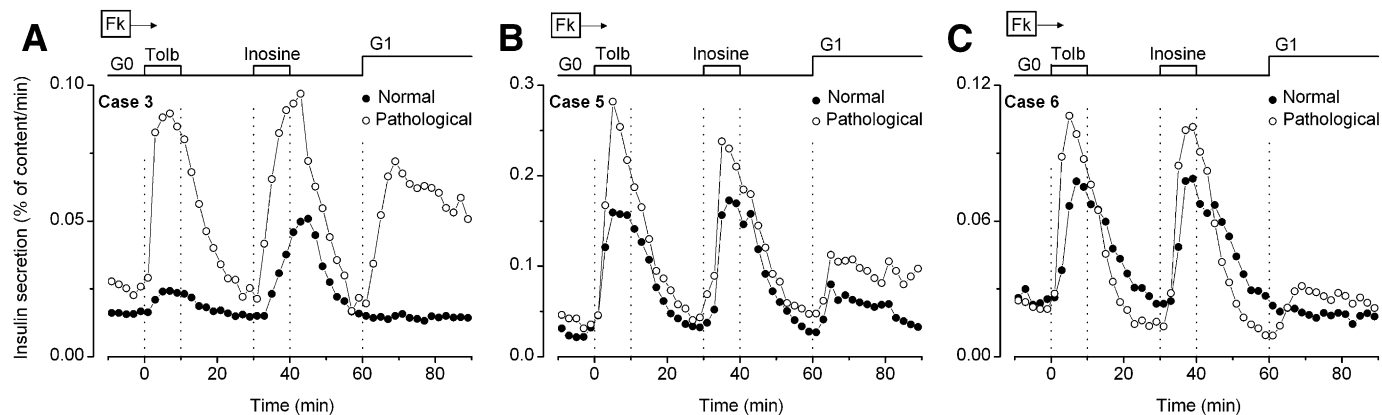 Fk
Fk
Fk
A
B
C
G0
Tolb
Inosine
G1
G0
Tolb
Inosine
G1
G0
Tolb
Inosine
G1
Insulin secretion (% of content/min)
0.10
0.05
0.00
Case 3
Normal
Pathological
0
20
40
60
80
Time (min)
0.3
0.2
0.1
0.0
Case 5
Normal
Pathological
0
20
40
60
80
Time (min)
0.12
0.06
0.00
Case 6
Normal
Pathological
0
20
40
60
80
Time (min)